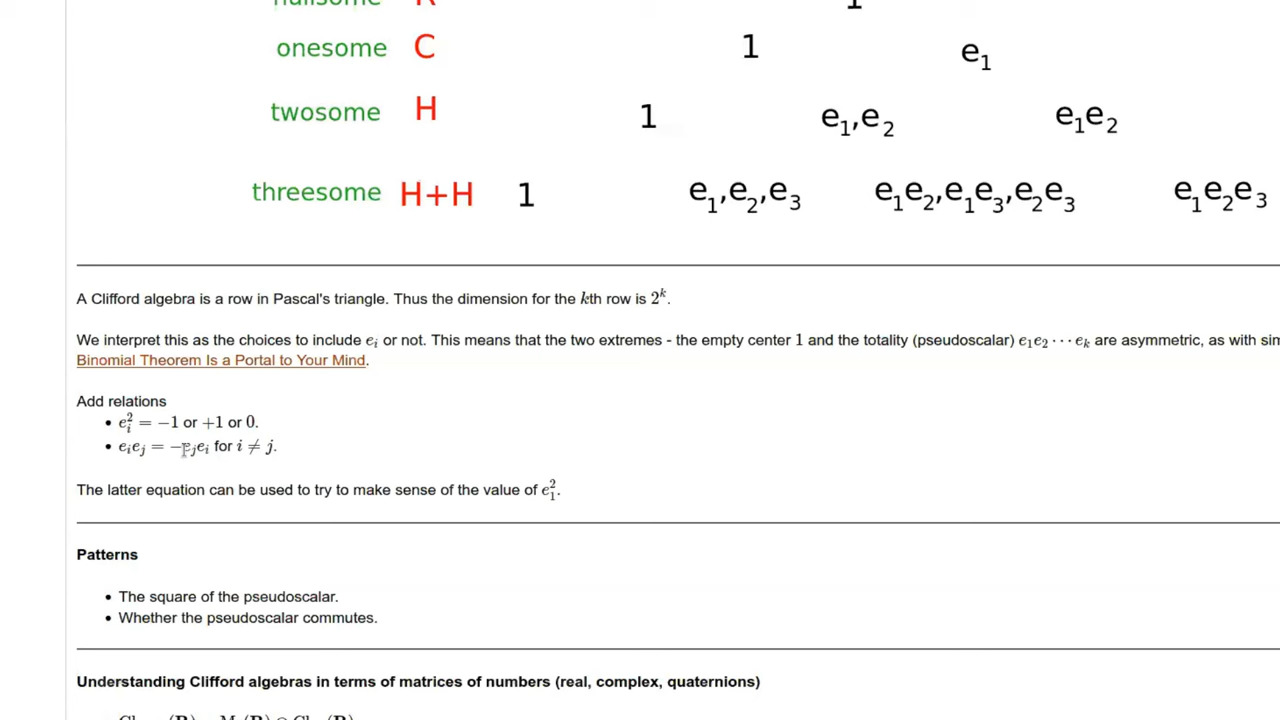 nullsome R 1
onesome C 1 e₁
twosome H 1 e₁,e₂ e₁e₂
threesome H+H 1 e₁,e₂,e₃ e₁e₂,e₁e₃,e₂e₃ e₁e₂e₃
A Clifford algebra is a row in Pascal's triangle. Thus the dimension for the kth row is 2ᵏ.
We interpret this as the choices to include eᵢ or not. This means that the two extremes - the empty center 1 and the totality (pseudoscalar) e₁e₂⋯eₖ are asymmetric, as with
Binomial Theorem Is a Portal to Your Mind.
Add relations
• eᵢ² = −1 or +1 or 0.
• eᵢeⱼ = −eⱼeᵢ for i ≠ j.
The latter equation can be used to try to make sense of the value of e₁².
Patterns
• The square of the pseudoscalar.
• Whether the pseudoscalar commutes.
Understanding Clifford algebras in terms of matrices of numbers (real, complex, quaternions)